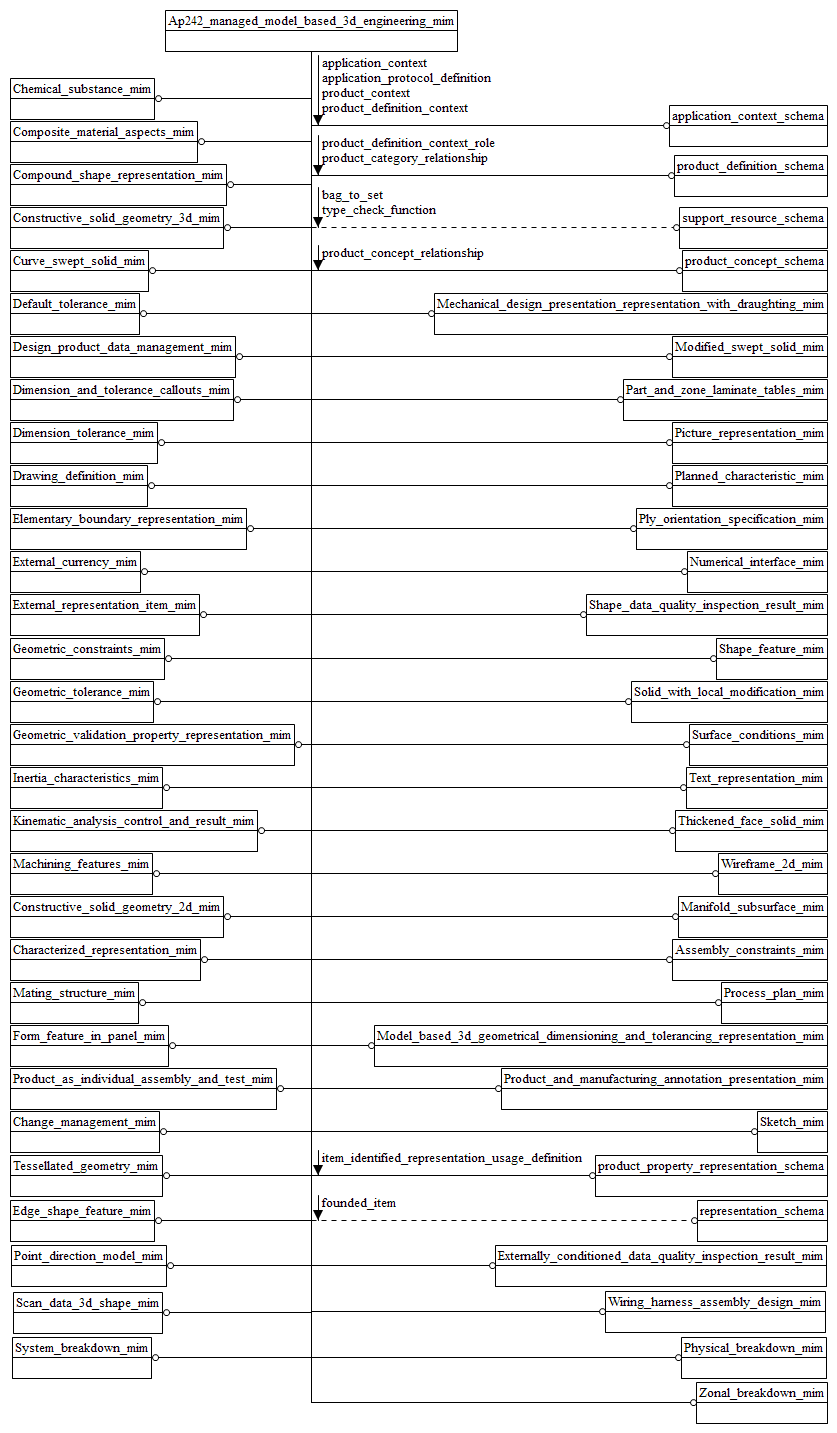 Ap242_managed_model_based_3d_engineering_mim
application_context
application_protocol_definition
product_context
product_definition_context
Chemical_substance_mim
application_context_schema
Composite_material_aspects_mim
product_definition_context_role
product_category_relationship
product_definition_schema
Compound_shape_representation_mim
bag_to_set
type_check_function
Constructive_solid_geometry_3d_mim
support_resource_schema
Curve_swept_solid_mim
product_concept_relationship
product_concept_schema
Default_tolerance_mim
Mechanical_design_presentation_representation_with_draughting_mim
Design_product_data_management_mim
Modified_swept_solid_mim
Dimension_and_tolerance_callouts_mim
Part_and_zone_laminate_tables_mim
Dimension_tolerance_mim
Picture_representation_mim
Drawing_definition_mim
Planned_characteristic_mim
Elementary_boundary_representation_mim
Ply_orientation_specification_mim
External_currency_mim
Numerical_interface_mim
External_representation_item_mim
Shape_data_quality_inspection_result_mim
Geometric_constraints_mim
Shape_feature_mim
Geometric_tolerance_mim
Solid_with_local_modification_mim
Geometric_validation_property_representation_mim
Surface_conditions_mim
Inertia_characteristics_mim
Text_representation_mim
Kinematic_analysis_control_and_result_mim
Thickened_face_solid_mim
Machining_features_mim
Wireframe_2d_mim
Constructive_solid_geometry_2d_mim
Manifold_subsurface_mim
Characterized_representation_mim
Assembly_constraints_mim
Mating_structure_mim
Process_plan_mim
Form_feature_in_panel_mim
Model_based_3d_geometrical_dimensioning_and_tolerancing_representation_mim
Product_as_individual_assembly_and_test_mim
Product_and_manufacturing_annotation_presentation_mim
Change_management_mim
Sketch_mim
Tessellated_geometry_mim
item_identified_representation_usage_definition
product_property_representation_schema
Edge_shape_feature_mim
founded_item
representation_schema
Point_direction_model_mim
Externally_conditioned_data_quality_inspection_result_mim
Scan_data_3d_shape_mim
Wiring_harness_assembly_design_mim
System_breakdown_mim
Physical_breakdown_mim
Zonal_breakdown_mim